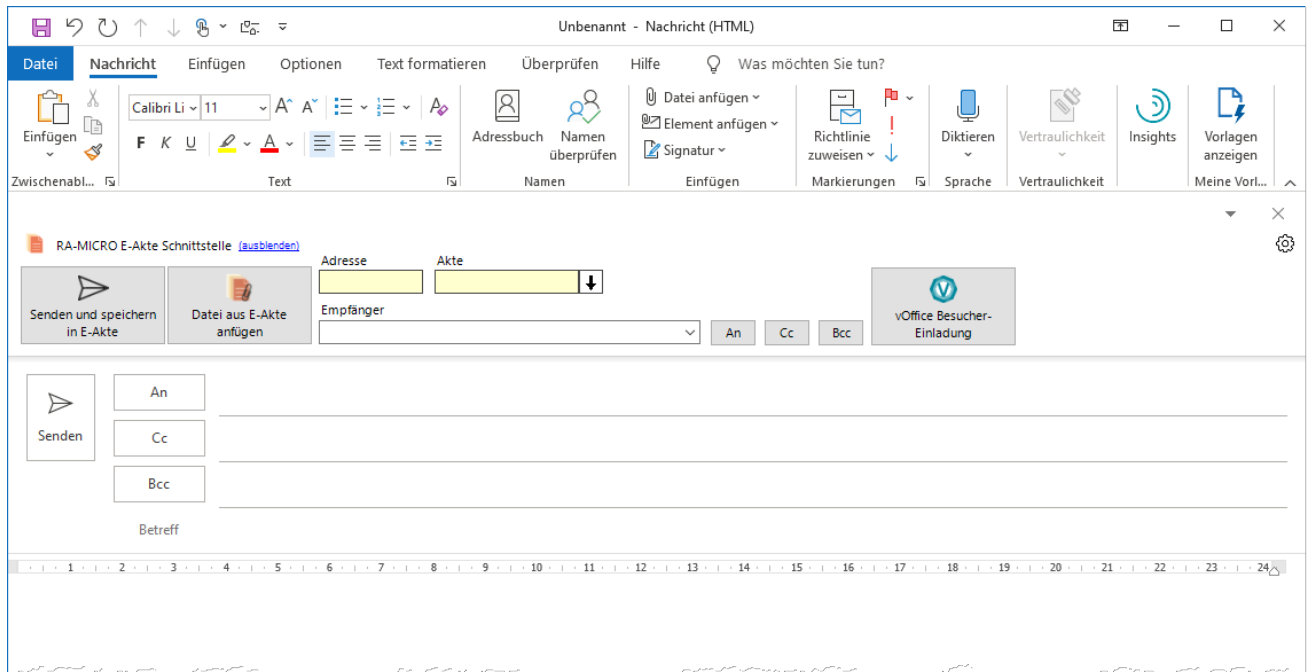 Unbenannt - Nachricht (HTML)
Datei Nachricht Einfügen Optionen Text formatieren Überprüfen Hilfe Was möchten Sie tun?
Einfügen
Calibri Li 11
F K U A
Adressbuch
Namen
überprüfen
Datei anfügen
Element anfügen
Signatur
Richtlinie
zuweisen
Diktieren
Vertraulichkeit
Insights
Vorlagen
anzeigen
Zwischenabl... Text Namen Einfügen Markierungen Sprache Vertraulichkeit Meine Vorl...
RA-MICRO E-Akte Schnittstelle (ausblenden)
Senden und speichern
in E-Akte
Datei aus E-Akte
anfügen
Adresse Akte
Empfänger
An Cc Bcc
vOffice Besucher-
Einladung
Senden
An
Cc
Bcc
Betreff
1 2 3 4 5 6 7 8 9 10 11 12 13 14 15 16 17 18 19 20 21 22 23 24